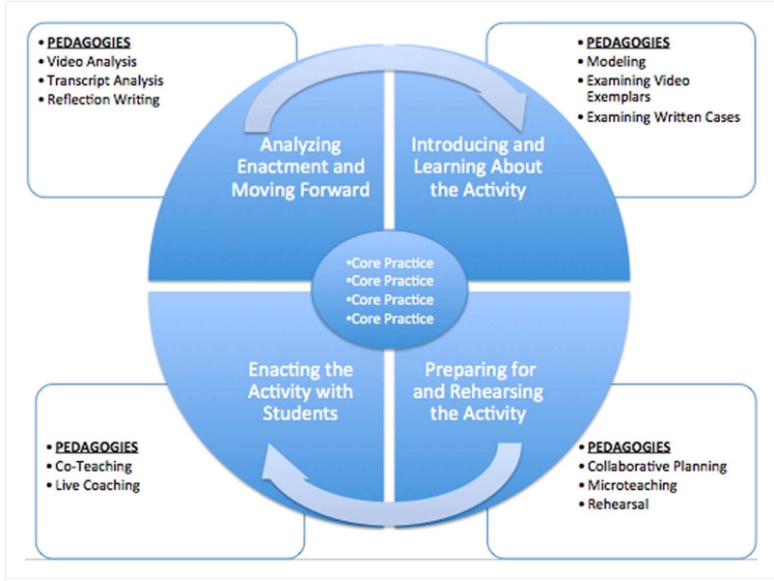 • PEDAGOGIES
• Video Analysis
• Transcript Analysis
• Reflection Writing
• PEDAGOGIES
• Modeling
• Examining Video
Exemplars
• Examining Written Cases
Analyzing
Enactment and
Moving Forward
Introducing and
Learning About
the Activity
•Core Practice
•Core Practice
•Core Practice
•Core Practice
Enacting the
Activity with
Students
Preparing for
and Rehearsing
the Activity
• PEDAGOGIES
• Co-Teaching
• Live Coaching
• PEDAGOGIES
• Collaborative Planning
• Microteaching
• Rehearsal